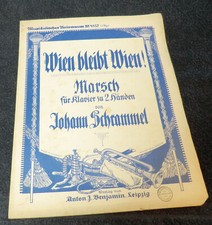 Wien bleibt Wien!
Marsch
für Klavier zu 2 Händen
von
Johann Schrammel
Anton J. Benjamin, Leipzig